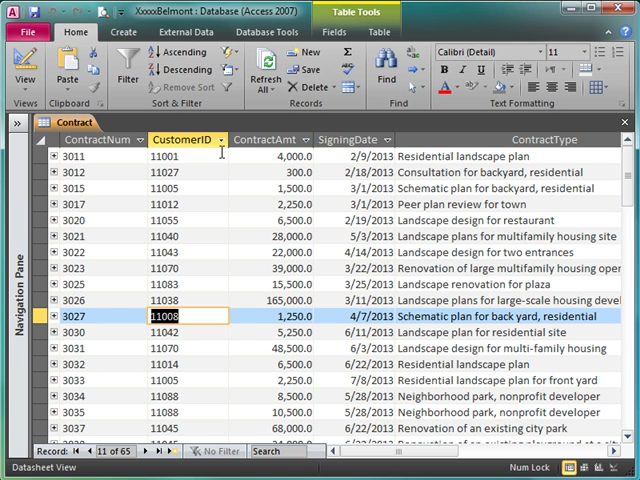 XxxxxBelmont : Database (Access 2007)
Table Tools
File Home Create External Data Database Tools Fields Table
View
Views
Paste
Clipboard
Filter
Ascending
Descending
Remove Sort
Sort & Filter
Refresh
All
New
Save
Delete
Records
Find
Find
Calibri (Detail) 11
B I U
A
Text Formatting
»
Contract
Navigation Pane
ContractNum CustomerID ContractAmt SigningDate ContractType
3011 11001 4,000.0 2/9/2013 Residential landscape plan
3012 11027 300.0 2/18/2013 Consultation for backyard, residential
3015 11005 1,500.0 3/1/2013 Schematic plan for backyard, residential
3017 11012 2,250.0 3/1/2013 Peer plan review for town
3020 11055 6,500.0 2/19/2013 Landscape design for restaurant
3021 11040 28,000.0 3/13/2013 Landscape plans for multifamily housing site
3022 11043 22,000.0 4/14/2013 Landscape design for two entrances
3023 11070 39,000.0 3/22/2013 Renovation of large multifamily housing open
3025 11083 15,500.0 3/25/2013 Landscape renovation for plaza
3026 11038 165,000.0 3/11/2013 Landscape plans for large-scale housing devel
3027 11008 1,250.0 4/7/2013 Schematic plan for back yard, residential
3030 11042 5,250.0 6/11/2013 Landscape plan for residential site
3031 11070 48,500.0 6/3/2013 Landscape design for multi-family housing
3032 11014 6,500.0 6/22/2013 Residential landscape plan
3033 11005 2,250.0 7/8/2013 Residential landscape plan for front yard
3034 11088 8,500.0 5/28/2013 Neighborhood park, nonprofit developer
3035 11088 10,500.0 5/28/2013 Neighborhood park, nonprofit developer
3037 11045 68,000.0 6/21/2013 Renovation of an existing city park
Record: 11 of 65 No Filter Search
Datasheet View Num Lock